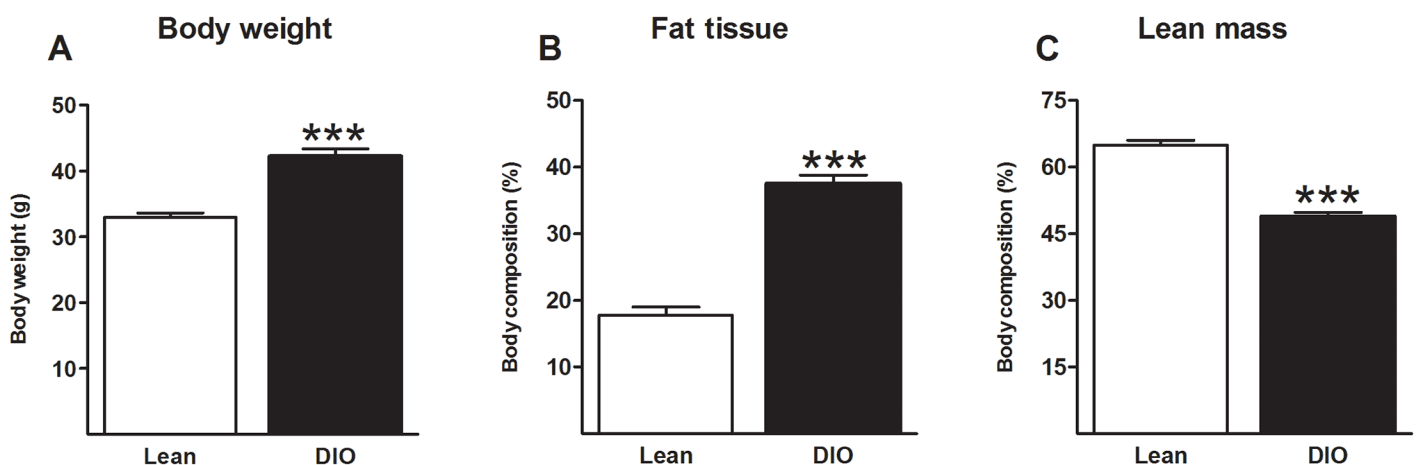 A
Body weight
Body weight (g)
50
40
30
20
10
***
Lean
DIO
B
Fat tissue
Body composition (%)
50
40
30
20
10
***
Lean
DIO
C
Lean mass
Body composition (%)
75
60
45
30
15
***
Lean
DIO